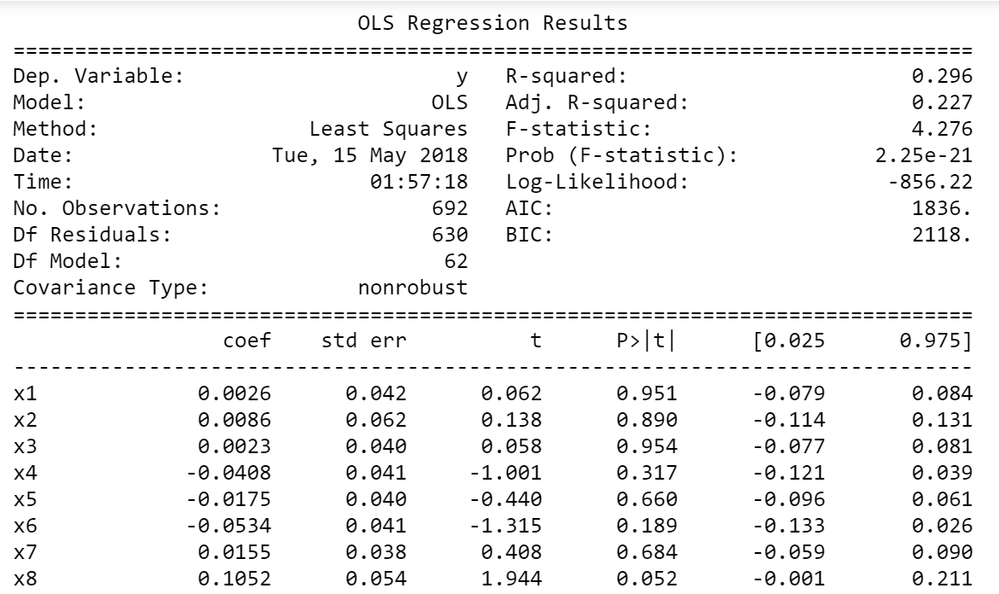 OLS Regression Results
==============================================================================
Dep. Variable:                      y   R-squared:                       0.296
Model:                            OLS   Adj. R-squared:                  0.227
Method:                 Least Squares   F-statistic:                     4.276
Date:                Tue, 15 May 2018   Prob (F-statistic):           2.25e-21
Time:                        01:57:18   Log-Likelihood:                -856.22
No. Observations:                 692   AIC:                             1836.
Df Residuals:                     630   BIC:                             2118.
Df Model:                          62
Covariance Type:            nonrobust
==============================================================================
                 coef    std err          t      P>|t|      [0.025      0.975]
------------------------------------------------------------------------------
x1             0.0026      0.042      0.062      0.951      -0.079       0.084
x2             0.0086      0.062      0.138      0.890      -0.114       0.131
x3             0.0023      0.040      0.058      0.954      -0.077       0.081
x4            -0.0408      0.041     -1.001      0.317      -0.121       0.039
x5            -0.0175      0.040     -0.440      0.660      -0.096       0.061
x6            -0.0534      0.041     -1.315      0.189      -0.133       0.026
x7             0.0155      0.038      0.408      0.684      -0.059       0.090
x8             0.1052      0.054      1.944      0.052      -0.001       0.211